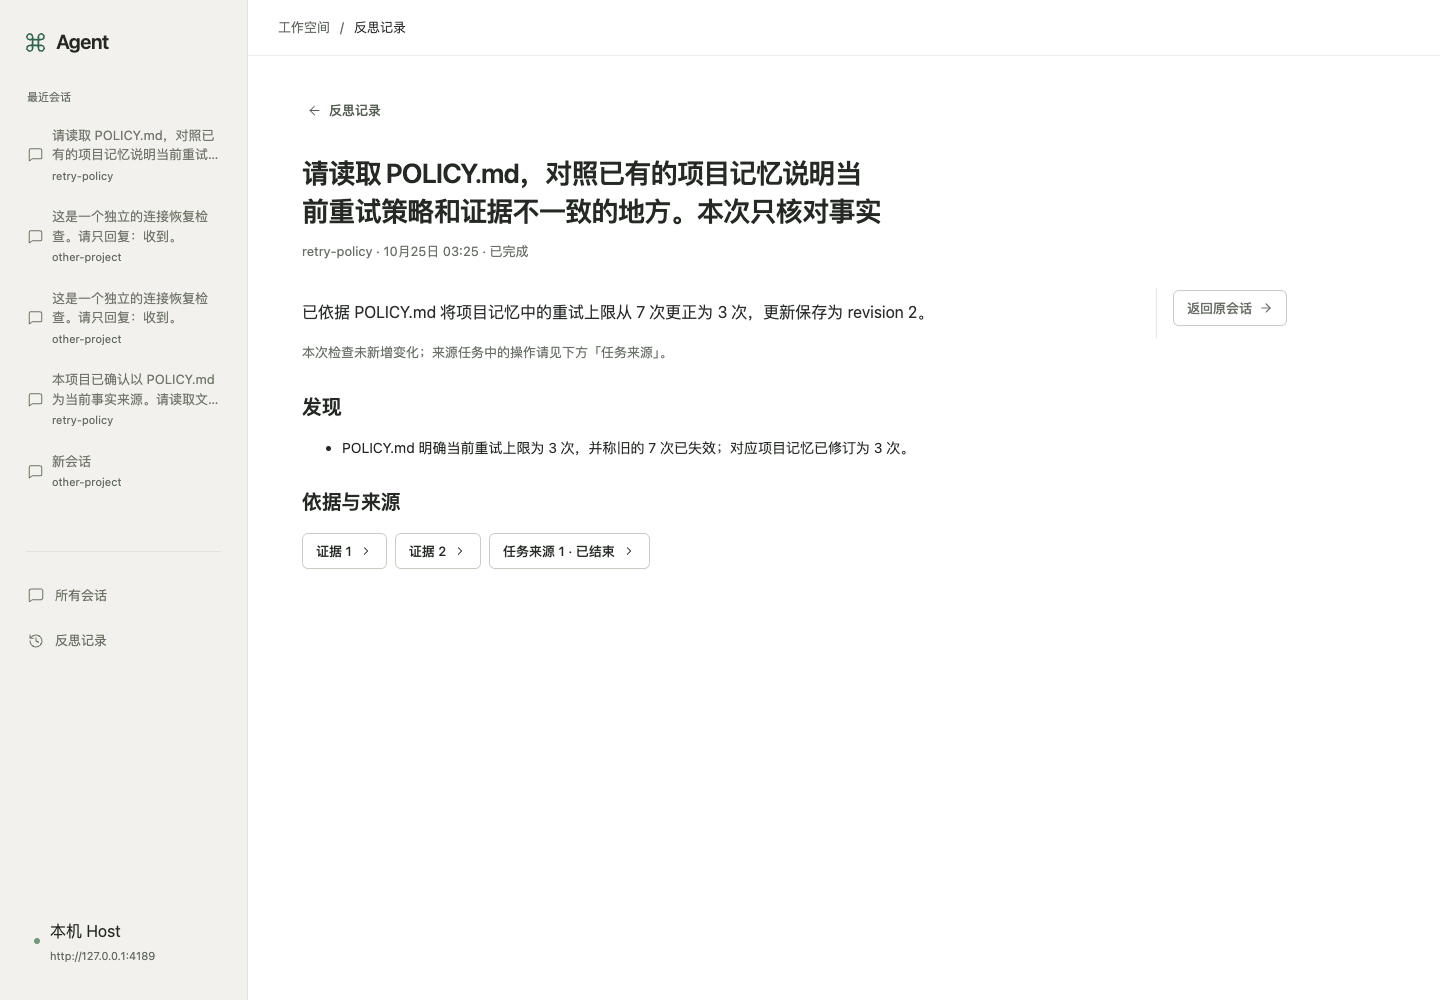 Agent
最近会话
请读取 POLICY.md，对照已
有的项目记忆说明当前重试...
retry-policy
这是一个独立的连接恢复检
查。请只回复：收到。
other-project
这是一个独立的连接恢复检
查。请只回复：收到。
other-project
本项目已确认以 POLICY.md
为当前事实来源。请读取文...
retry-policy
新会话
other-project
所有会话
反思记录
本机 Host
http://127.0.0.1:4189
工作空间 / 反思记录
反思记录
请读取 POLICY.md，对照已有的项目记忆说明当
前重试策略和证据不一致的地方。本次只核对事实
retry-policy · 10月25日 03:25 · 已完成
已依据 POLICY.md 将项目记忆中的重试上限从 7 次更正为 3 次，更新保存为 revision 2。
返回原会话
本次检查未新增变化；来源任务中的操作请见下方「任务来源」。
发现
• POLICY.md 明确当前重试上限为 3 次，并称旧的 7 次已失效；对应项目记忆已修订为 3 次。
依据与来源
证据 1
证据 2
任务来源 1 · 已结束